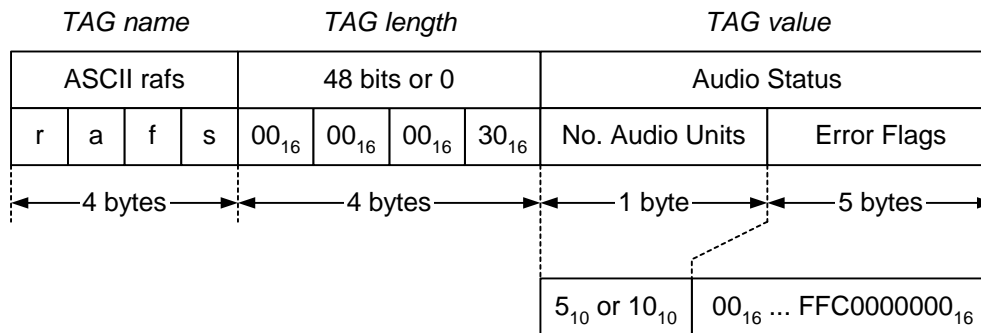 TAG name TAG length TAG value
ASCII rafs 48 bits or 0 Audio Status
r a f s 00₁₆ 00₁₆ 00₁₆ 30₁₆ No. Audio Units Error Flags
4 bytes 4 bytes 1 byte 5 bytes
5₁₀ or 10₁₀ 00₁₆ ... FFC0000000₁₆